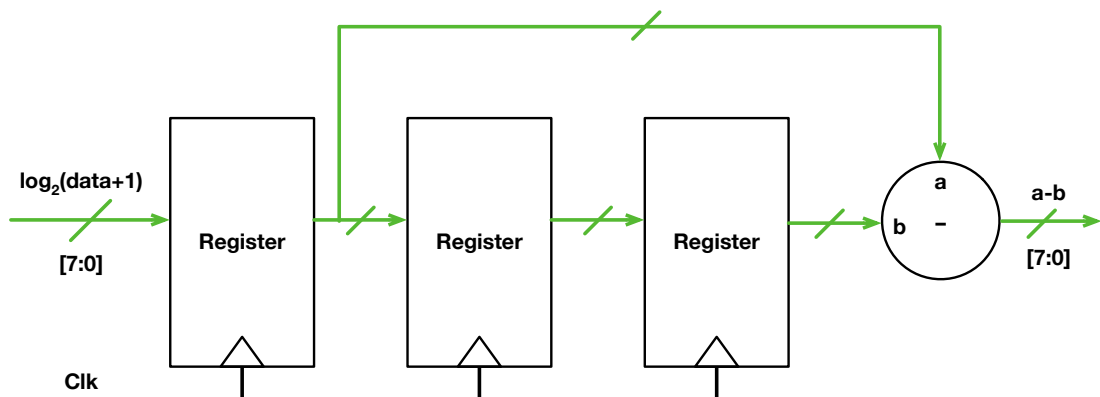 log₂(data+1)
[7:0]
Register
Register
Register
a
b
-
a-b
[7:0]
Clk